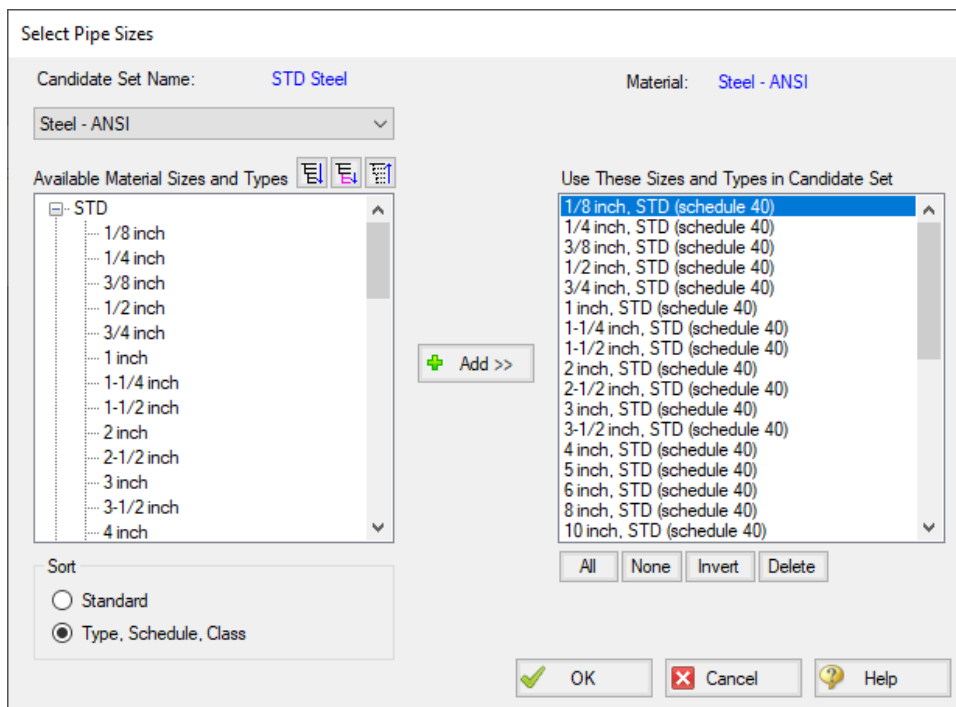 Select Pipe Sizes
Candidate Set Name: STD Steel
Material: Steel - ANSI
Steel - ANSI
Available Material Sizes and Types
STD
1/8 inch
1/4 inch
3/8 inch
1/2 inch
3/4 inch
1 inch
1-1/4 inch
1-1/2 inch
2 inch
2-1/2 inch
3 inch
3-1/2 inch
4 inch
Add >>
Use These Sizes and Types in Candidate Set
1/8 inch, STD (schedule 40)
1/4 inch, STD (schedule 40)
3/8 inch, STD (schedule 40)
1/2 inch, STD (schedule 40)
3/4 inch, STD (schedule 40)
1 inch, STD (schedule 40)
1-1/4 inch, STD (schedule 40)
1-1/2 inch, STD (schedule 40)
2 inch, STD (schedule 40)
2-1/2 inch, STD (schedule 40)
3 inch, STD (schedule 40)
3-1/2 inch, STD (schedule 40)
4 inch, STD (schedule 40)
5 inch, STD (schedule 40)
6 inch, STD (schedule 40)
8 inch, STD (schedule 40)
10 inch, STD (schedule 40)
All None Invert Delete
Sort
Standard
Type, Schedule, Class
OK Cancel Help